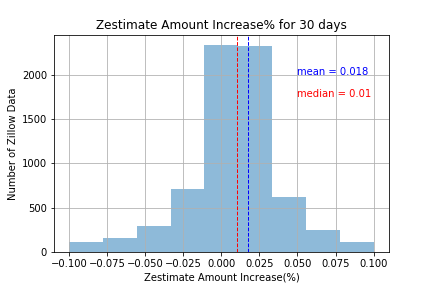 Zestimate Amount Increase% for 30 days
Number of Zillow Data
2000
1500
1000
500
0
mean = 0.018
median = 0.01
−0.100 −0.075 −0.050 −0.025 0.000 0.025 0.050 0.075 0.100
Zestimate Amount Increase(%)